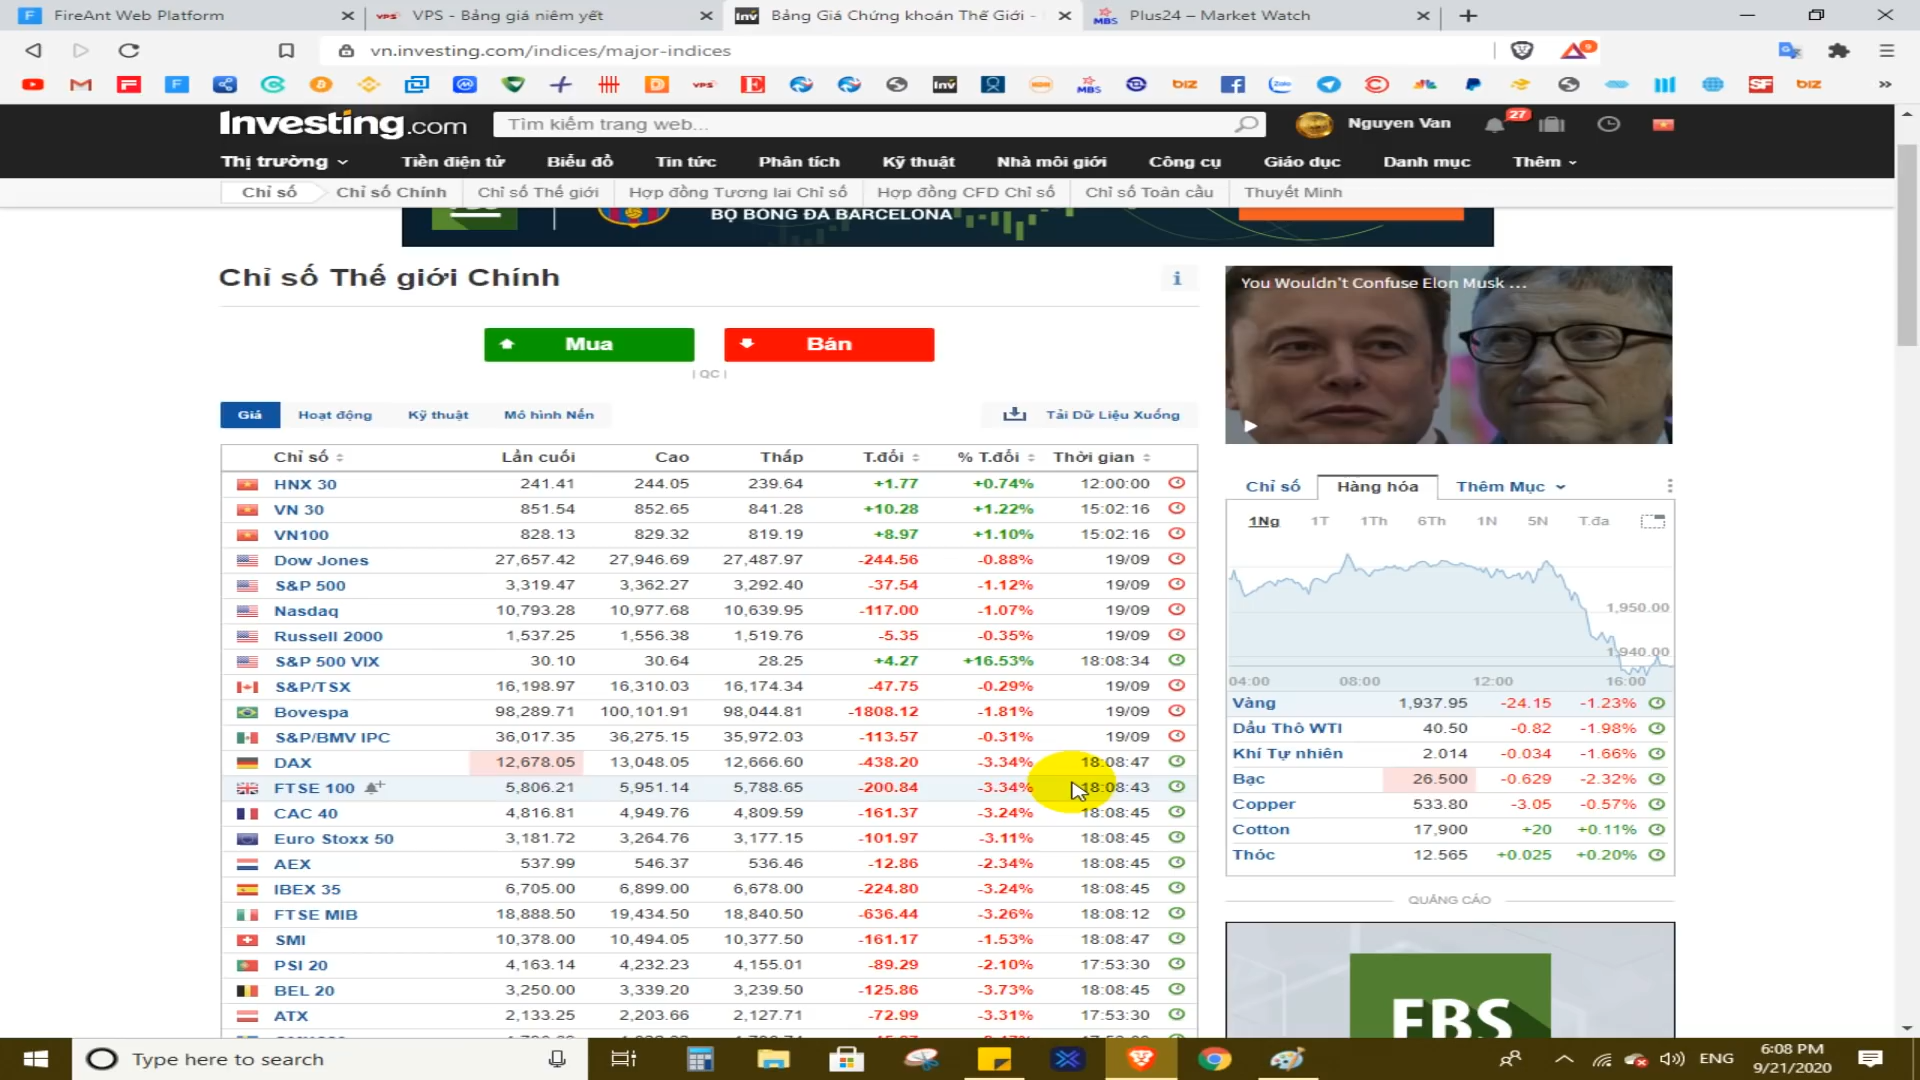 FireAnt Web Platform
VPS - Bảng giá niêm yết
Bảng Giá Chứng khoán Thế Giới -
Plus24 – Market Watch
vn.investing.com/indices/major-indices
Investing.com
Tìm kiếm trang web...
Nguyen Van
27
Thị trường
Tiền điện tử
Biểu đồ
Tin tức
Phân tích
Kỹ thuật
Nhà môi giới
Công cụ
Giáo dục
Danh mục
Thêm
Chỉ số
Chỉ số Chính
Chỉ số Thế giới
Hợp đồng Tương lai Chỉ số
Hợp đồng CFD Chỉ số
Chỉ số Toàn cầu
Thuyết Minh
BỘ BÓNG ĐÁ BARCELONA
Chỉ số Thế giới Chính
Mua
Bán
| QC |
Giá
Hoạt động
Kỹ thuật
Mô hình Nến
Tải Dữ Liệu Xuống
Chỉ số Lần cuối Cao Thấp T.đổi % T.đổi Thời gian
HNX 30 241.41 244.05 239.64 +1.77 +0.74% 12:00:00
VN 30 851.54 852.65 841.28 +10.28 +1.22% 15:02:16
VN100 828.13 829.32 819.19 +8.97 +1.10% 15:02:16
Dow Jones 27,657.42 27,946.69 27,487.97 -244.56 -0.88% 19/09
S&P 500 3,319.47 3,362.27 3,292.40 -37.54 -1.12% 19/09
Nasdaq 10,793.28 10,977.68 10,639.95 -117.00 -1.07% 19/09
Russell 2000 1,537.25 1,556.38 1,519.76 -5.35 -0.35% 19/09
S&P 500 VIX 30.10 30.64 28.25 +4.27 +16.53% 18:08:34
S&P/TSX 16,198.97 16,310.03 16,174.34 -47.75 -0.29% 19/09
Bovespa 98,289.71 100,101.91 98,044.81 -1808.12 -1.81% 19/09
S&P/BMV IPC 36,017.35 36,275.15 35,972.03 -113.57 -0.31% 19/09
DAX 12,678.05 13,048.05 12,666.60 -438.20 -3.34% 18:08:47
FTSE 100 5,806.21 5,951.14 5,788.65 -200.84 -3.34% 18:08:43
CAC 40 4,816.81 4,949.76 4,809.59 -161.37 -3.24% 18:08:45
Euro Stoxx 50 3,181.72 3,264.76 3,177.15 -101.97 -3.11% 18:08:45
AEX 537.99 546.37 536.46 -12.86 -2.34% 18:08:45
IBEX 35 6,705.00 6,899.00 6,678.00 -224.80 -3.24% 18:08:45
FTSE MIB 18,888.50 19,434.50 18,840.50 -636.44 -3.26% 18:08:12
SMI 10,378.00 10,494.05 10,377.50 -161.17 -1.53% 18:08:47
PSI 20 4,163.14 4,232.23 4,155.01 -89.29 -2.10% 17:53:30
BEL 20 3,250.00 3,339.20 3,239.50 -125.86 -3.73% 18:08:45
ATX 2,133.25 2,203.66 2,127.71 -72.99 -3.31% 17:53:30
You Wouldn't Confuse Elon Musk ...
Chỉ số
Hàng hóa
Thêm Mục
1Ng 1T 1Th 6Th 1N 5N T.đa
1,950.00
1,940.00
04:00 08:00 12:00 16:00
Vàng 1,937.95 -24.15 -1.23%
Dầu Thô WTI 40.50 -0.82 -1.98%
Khí Tự nhiên 2.014 -0.034 -1.66%
Bạc 26.500 -0.629 -2.32%
Copper 533.80 -3.05 -0.57%
Cotton 17,900 +20 +0.11%
Thóc 12.565 +0.025 +0.20%
QUẢNG CÁO
FBS
Type here to search
ENG
6:08 PM
9/21/2020